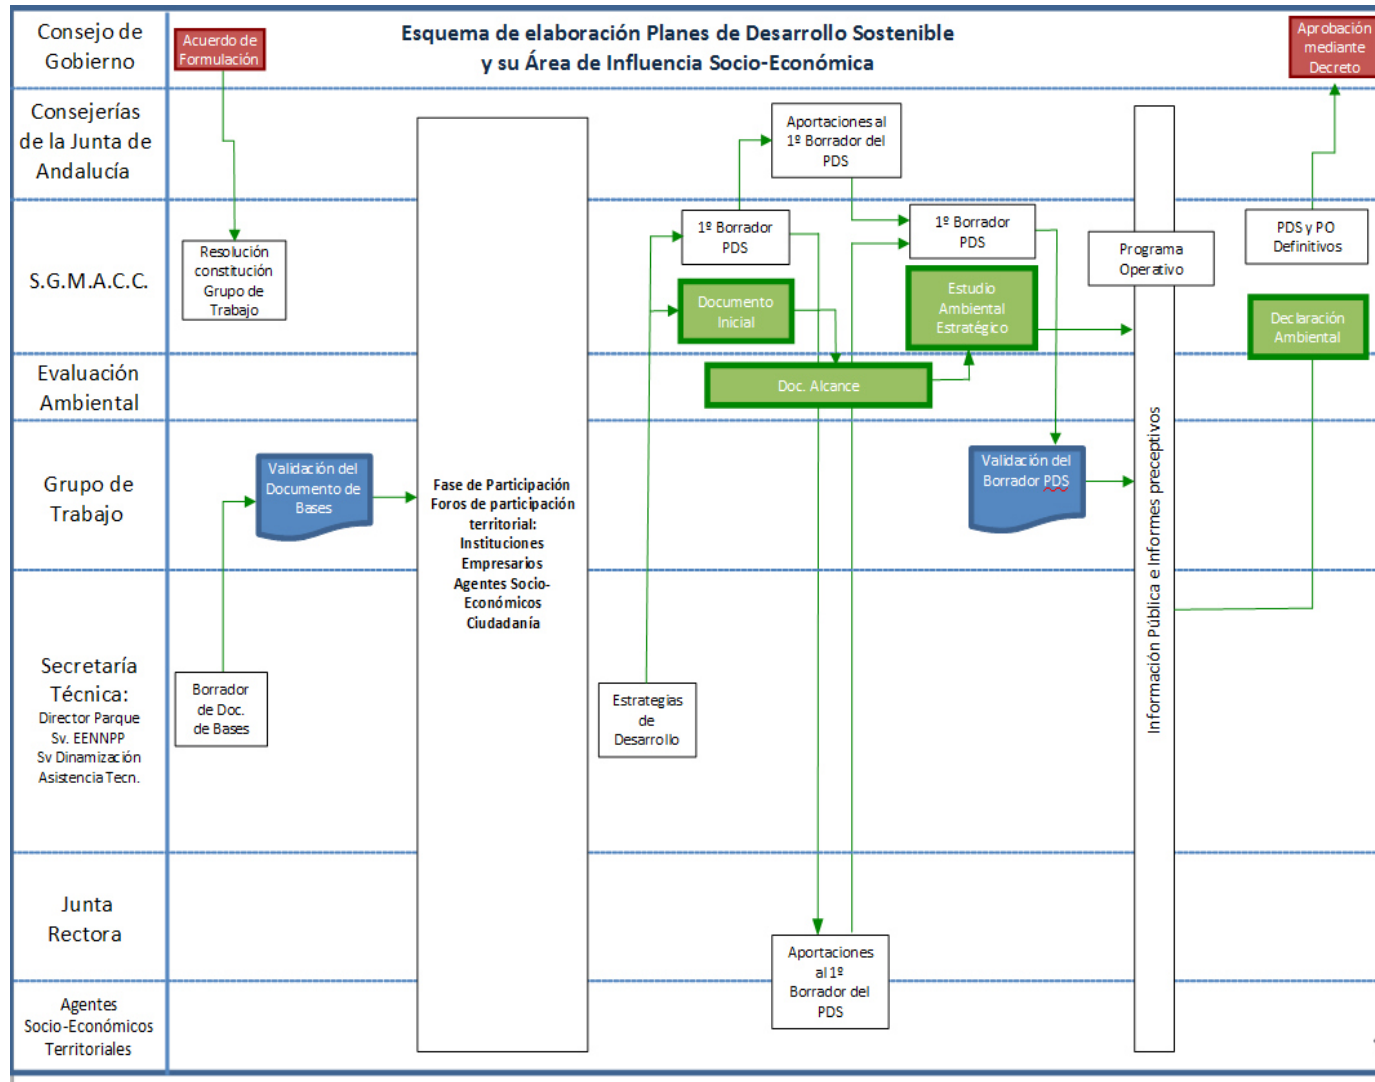 Esquema de elaboración Planes de Desarrollo Sostenible
y su Área de Influencia Socio-Económica
Consejo de
Gobierno
Acuerdo de
Formulación
Aprobación
mediante
Decreto
Consejerías
de la Junta de
Andalucía
Aportaciones al
1º Borrador del
PDS
S.G.M.A.C.C.
Resolución
constitución
Grupo de
Trabajo
1º Borrador
PDS
Documento
Inicial
1º Borrador
PDS
Estudio
Ambiental
Estratégico
Programa
Operativo
PDS y PO
Definitivos
Declaración
Ambiental
Evaluación
Ambiental
Doc. Alcance
Grupo de
Trabajo
Validación del
Documento de
Bases
Fase de Participación
Foros de participación
territorial:
Instituciones
Empresarios
Agentes Socio-
Económicos
Ciudadanía
Validación del
Borrador PDS
Información Pública e Informes preceptivos
Secretaría
Técnica:
Director Parque
Sv. EENNPP
Sv Dinamización
Asistencia Tecn.
Borrador
de Doc.
de Bases
Estrategias
de
Desarrollo
Junta
Rectora
Aportaciones
al 1º
Borrador del
PDS
Agentes
Socio-Económicos
Territoriales